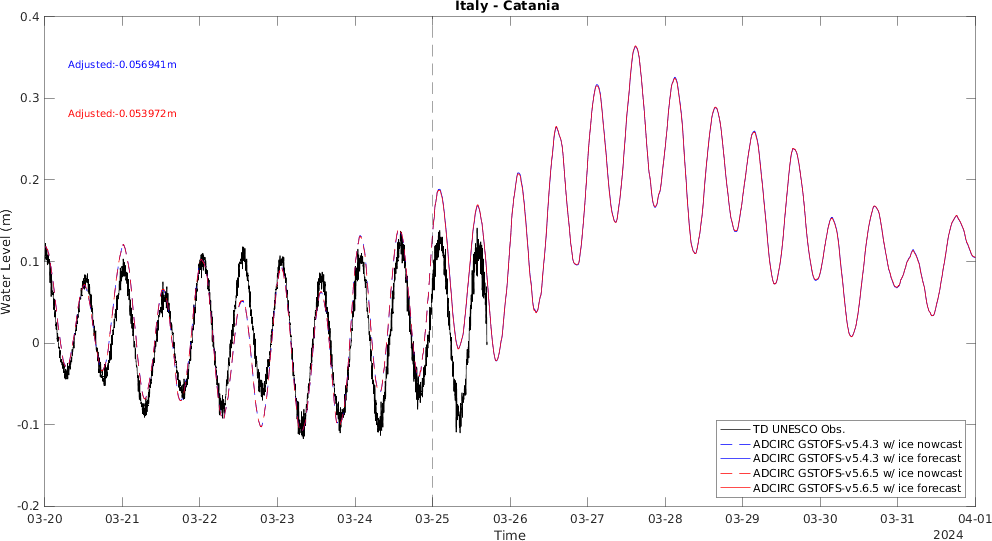 Italy - Catania
Adjusted:-0.056941m
Adjusted:-0.053972m
Water Level (m)
0.4
0.3
0.2
0.1
0
-0.1
-0.2
TD UNESCO Obs.
ADCIRC GSTOFS-v5.4.3 w/ ice nowcast
ADCIRC GSTOFS-v5.4.3 w/ ice forecast
ADCIRC GSTOFS-v5.6.5 w/ ice nowcast
ADCIRC GSTOFS-v5.6.5 w/ ice forecast
03-20 03-21 03-22 03-23 03-24 03-25 03-26 03-27 03-28 03-29 03-30 03-31 04-01
Time
2024